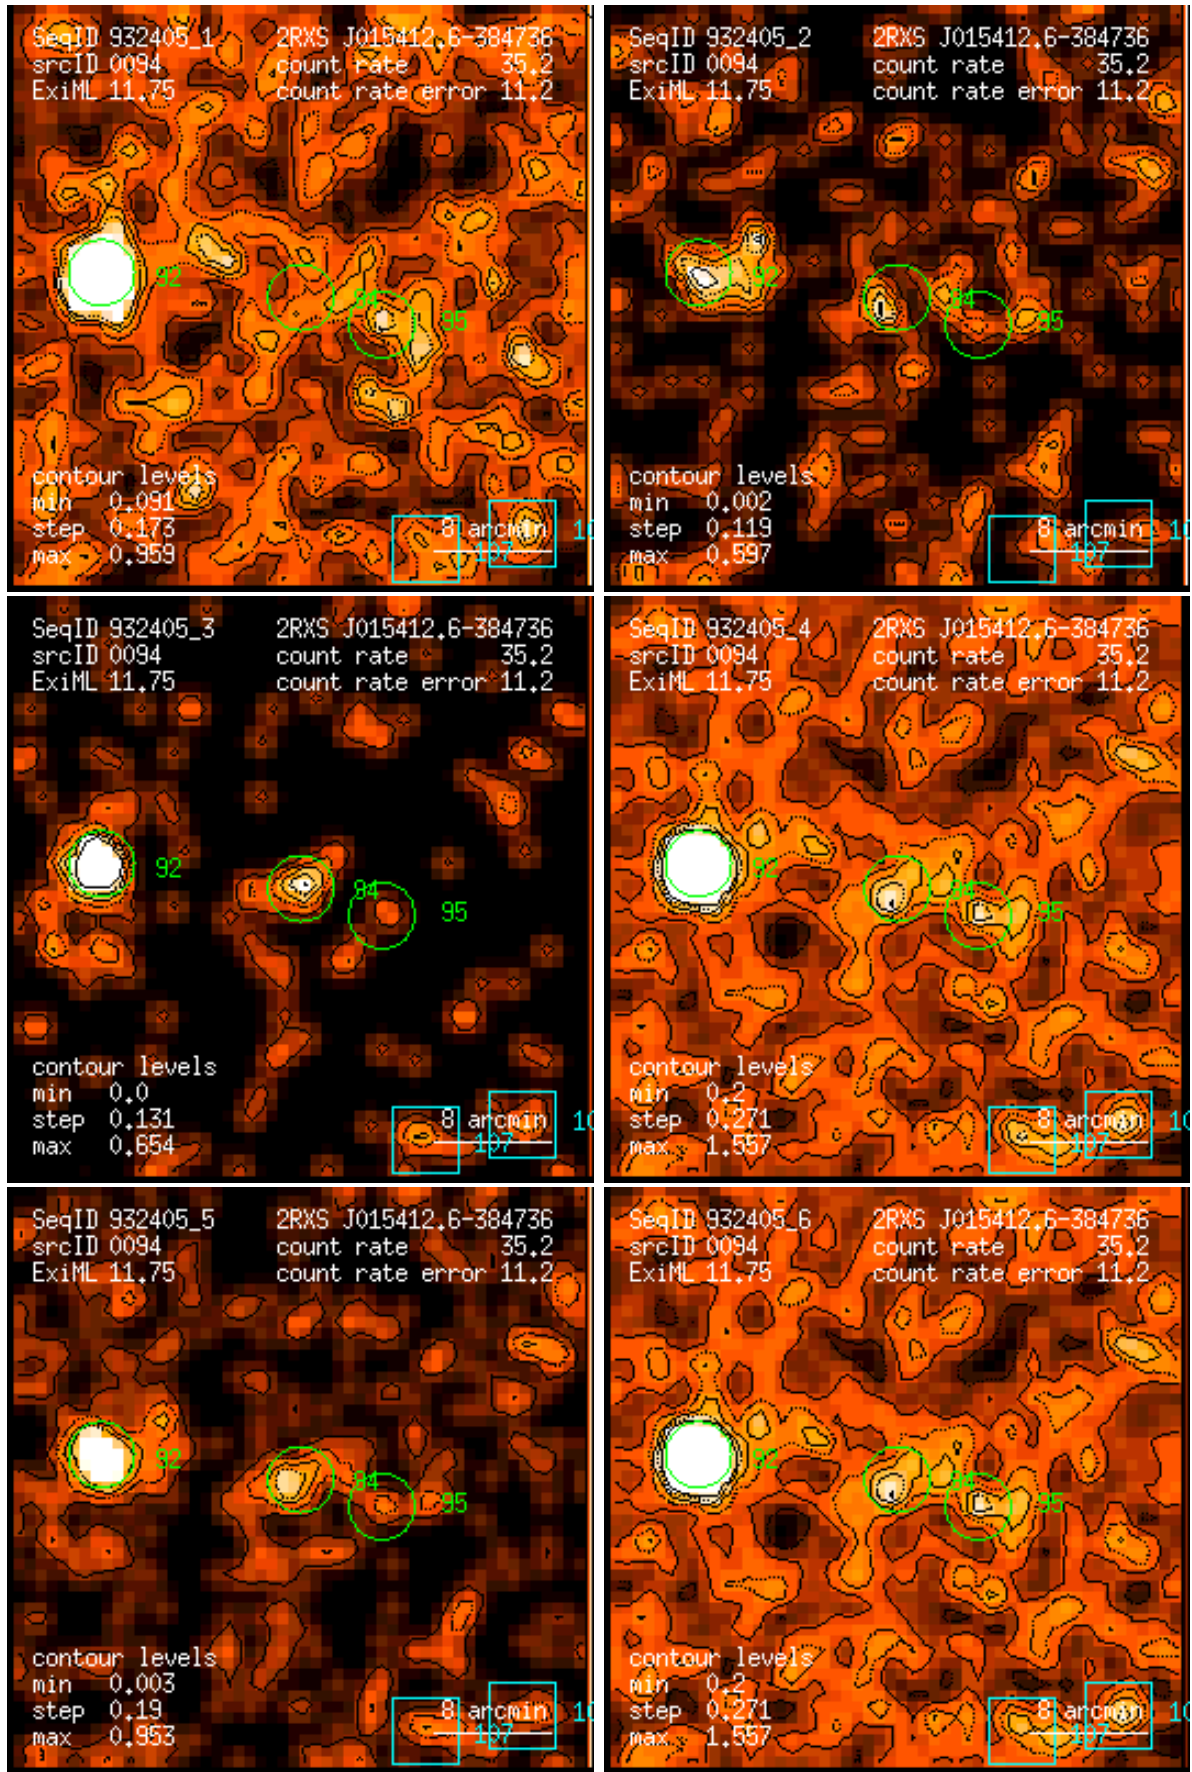 SeqID 932405_1 2RXS J015412.6-384736
srcID 0094 count rate 35.2
ExiML 11.75 count rate error 11.2
92
94
95
contour levels
min 0.091
step 0.173
max 0.959
8 arcmin
107
10
SeqID 932405_2 2RXS J015412.6-384736
srcID 0094 count rate 35.2
ExiML 11.75 count rate error 11.2
92
94
95
contour levels
min 0.002
step 0.119
max 0.597
8 arcmin
107
10
SeqID 932405_3 2RXS J015412.6-384736
srcID 0094 count rate 35.2
ExiML 11.75 count rate error 11.2
92
94
95
contour levels
min 0.0
step 0.131
max 0.654
8 arcmin
107
10
SeqID 932405_4 2RXS J015412.6-384736
srcID 0094 count rate 35.2
ExiML 11.75 count rate error 11.2
92
94
95
contour levels
min 0.2
step 0.271
max 1.557
8 arcmin
107
10
SeqID 932405_5 2RXS J015412.6-384736
srcID 0094 count rate 35.2
ExiML 11.75 count rate error 11.2
92
94
95
contour levels
min 0.003
step 0.19
max 0.953
8 arcmin
107
10
SeqID 932405_6 2RXS J015412.6-384736
srcID 0094 count rate 35.2
ExiML 11.75 count rate error 11.2
92
94
95
contour levels
min 0.2
step 0.271
max 1.557
8 arcmin
107
10